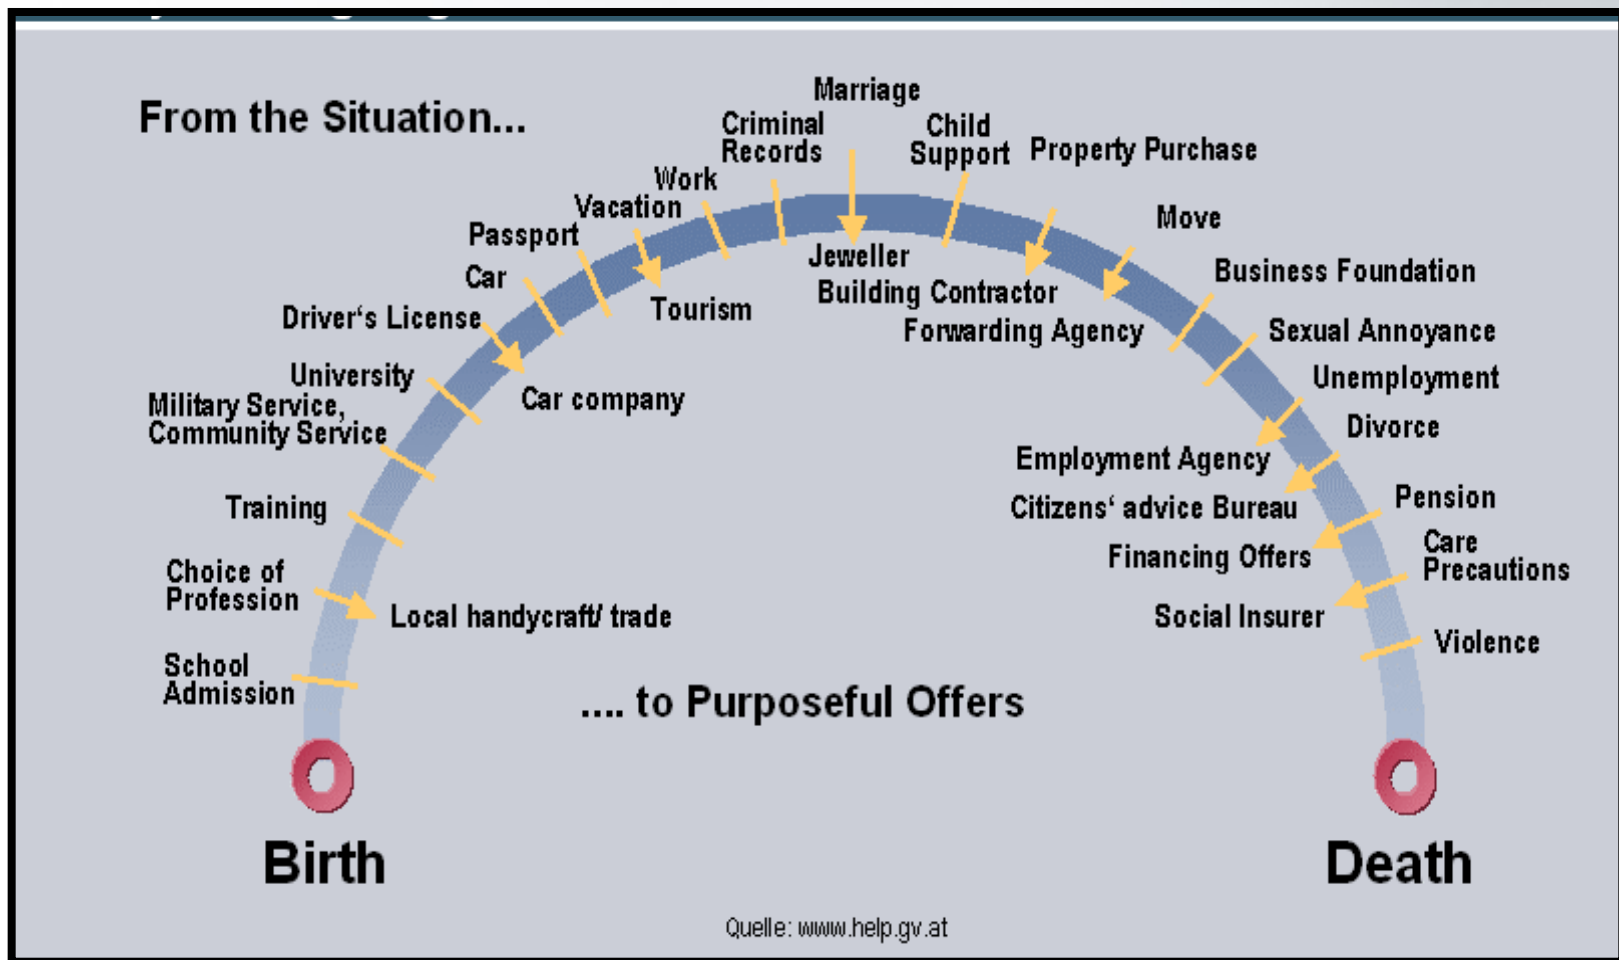 From the Situation...
Marriage
Criminal
Records
Child
Support
Property Purchase
Work
Vacation
Move
Passport
Jeweller
Business Foundation
Car
Building Contractor
Tourism
Driver‘s License
Forwarding Agency
Sexual Annoyance
University
Unemployment
Military Service,
Community Service
Car company
Divorce
Employment Agency
Training
Citizens‘ advice Bureau
Pension
Financing Offers
Care
Precautions
Choice of
Profession
Local handycraft/ trade
Social Insurer
Violence
School
Admission
.... to Purposeful Offers
Birth
Death
Quelle: www.help.gv.at